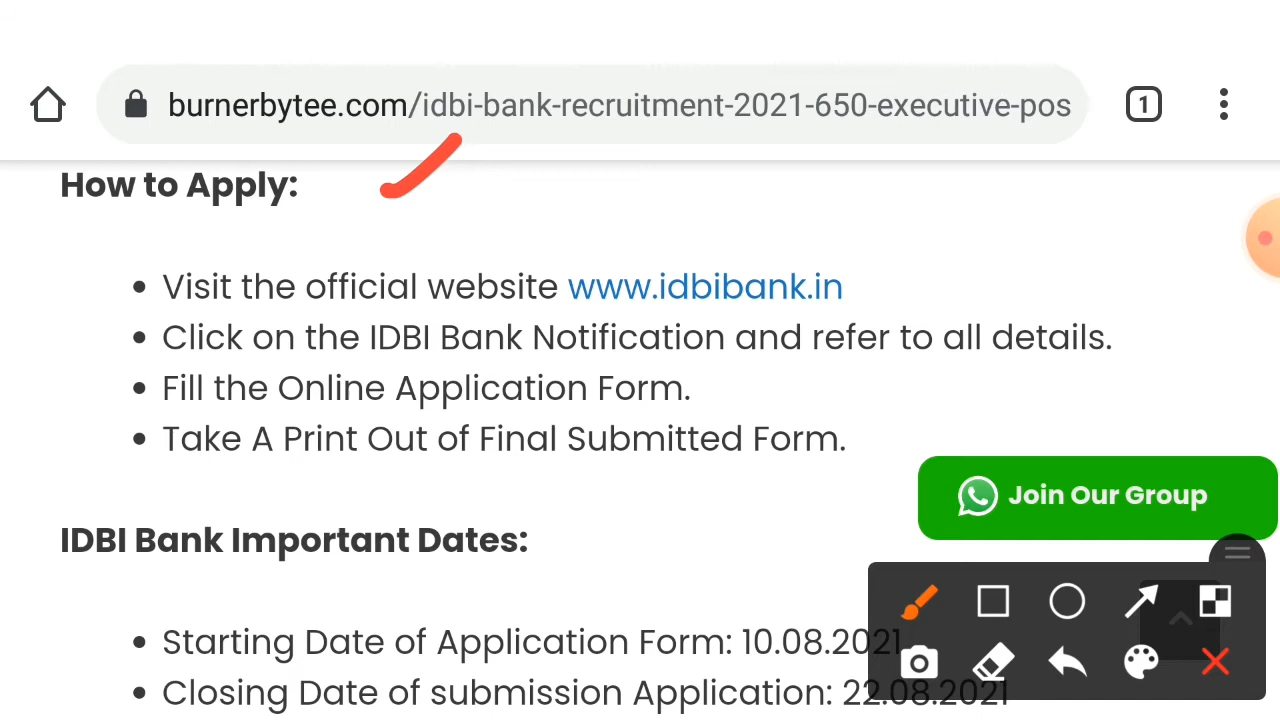 burnerbytee.com/idbi-bank-recruitment-2021-650-executive-pos
1
How to Apply:
Visit the official website www.idbibank.in
Click on the IDBI Bank Notification and refer to all details.
Fill the Online Application Form.
Take A Print Out of Final Submitted Form.
Join Our Group
IDBI Bank Important Dates:
Starting Date of Application Form: 10.08.2021
Closing Date of submission Application: 22.08.2021